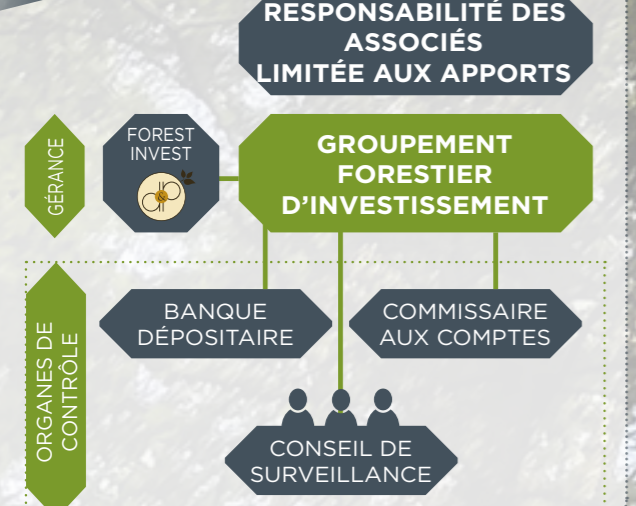 RESPONSABILITÉ DES
ASSOCIÉS
LIMITÉE AUX APPORTS
GÉRANCE
FOREST
INVEST
GROUPEMENT
FORESTIER
D'INVESTISSEMENT
ORGANES DE
CONTRÔLE
BANQUE
DÉPOSITAIRE
COMMISSAIRE
AUX COMPTES
CONSEIL DE
SURVEILLANCE